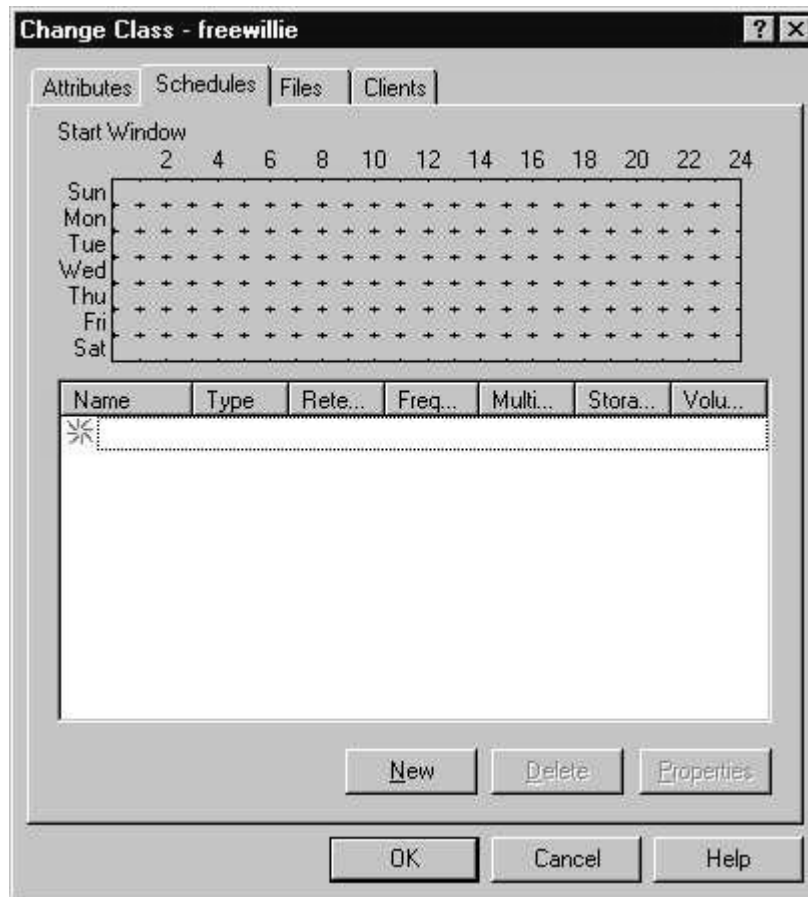 Change Class - freewillie
Attributes Schedules Files Clients
Start Window
2 4 6 8 10 12 14 16 18 20 22 24
Sun
Mon
Tue
Wed
Thu
Fri
Sat
Name Type Rete... Freq... Multi... Stora... Volu...
New Delete Properties
OK Cancel Help